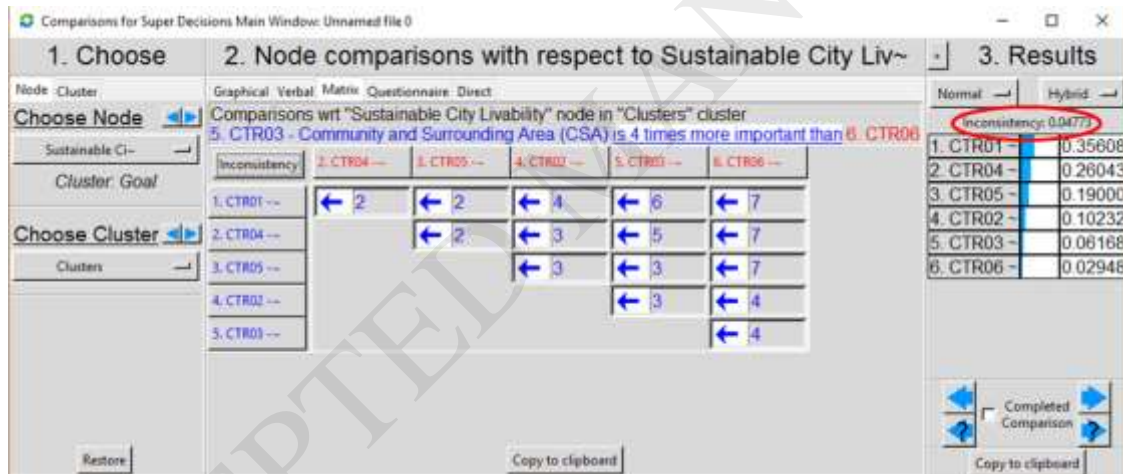 Comparisons for Super Decisions Main Window: Unnamed file 0
1. Choose
Node Cluster
Choose Node
Sustainable Ci~
Cluster: Goal
Choose Cluster
Clusters
Restore
2. Node comparisons with respect to Sustainable City Liv~
Graphical Verbal Matrix Questionnaire Direct
Comparisons wrt "Sustainable City Livability" node in "Clusters" cluster
5. CTR03 - Community and Surrounding Area (CSA) is 4 times more important than 6. CTR06
Inconsistency 2. CTR04 -~ 3. CTR05 -~ 4. CTR02 -~ 5. CTR03 -~ 6. CTR06 -~
1. CTR01 -~ 2 2 4 6 7
2. CTR04 -~ 2 3 5 7
3. CTR05 -~ 3 3 7
4. CTR02 -~ 3 4
5. CTR03 -~ 4
Copy to clipboard
3. Results
Normal Hybrid
Inconsistency: 0.04773
1. CTR01 ~ 0.35608
2. CTR04 ~ 0.26043
3. CTR05 ~ 0.19000
4. CTR02 ~ 0.10232
5. CTR03 ~ 0.06168
6. CTR06 ~ 0.02948
Completed
Comparison
Copy to clipboard